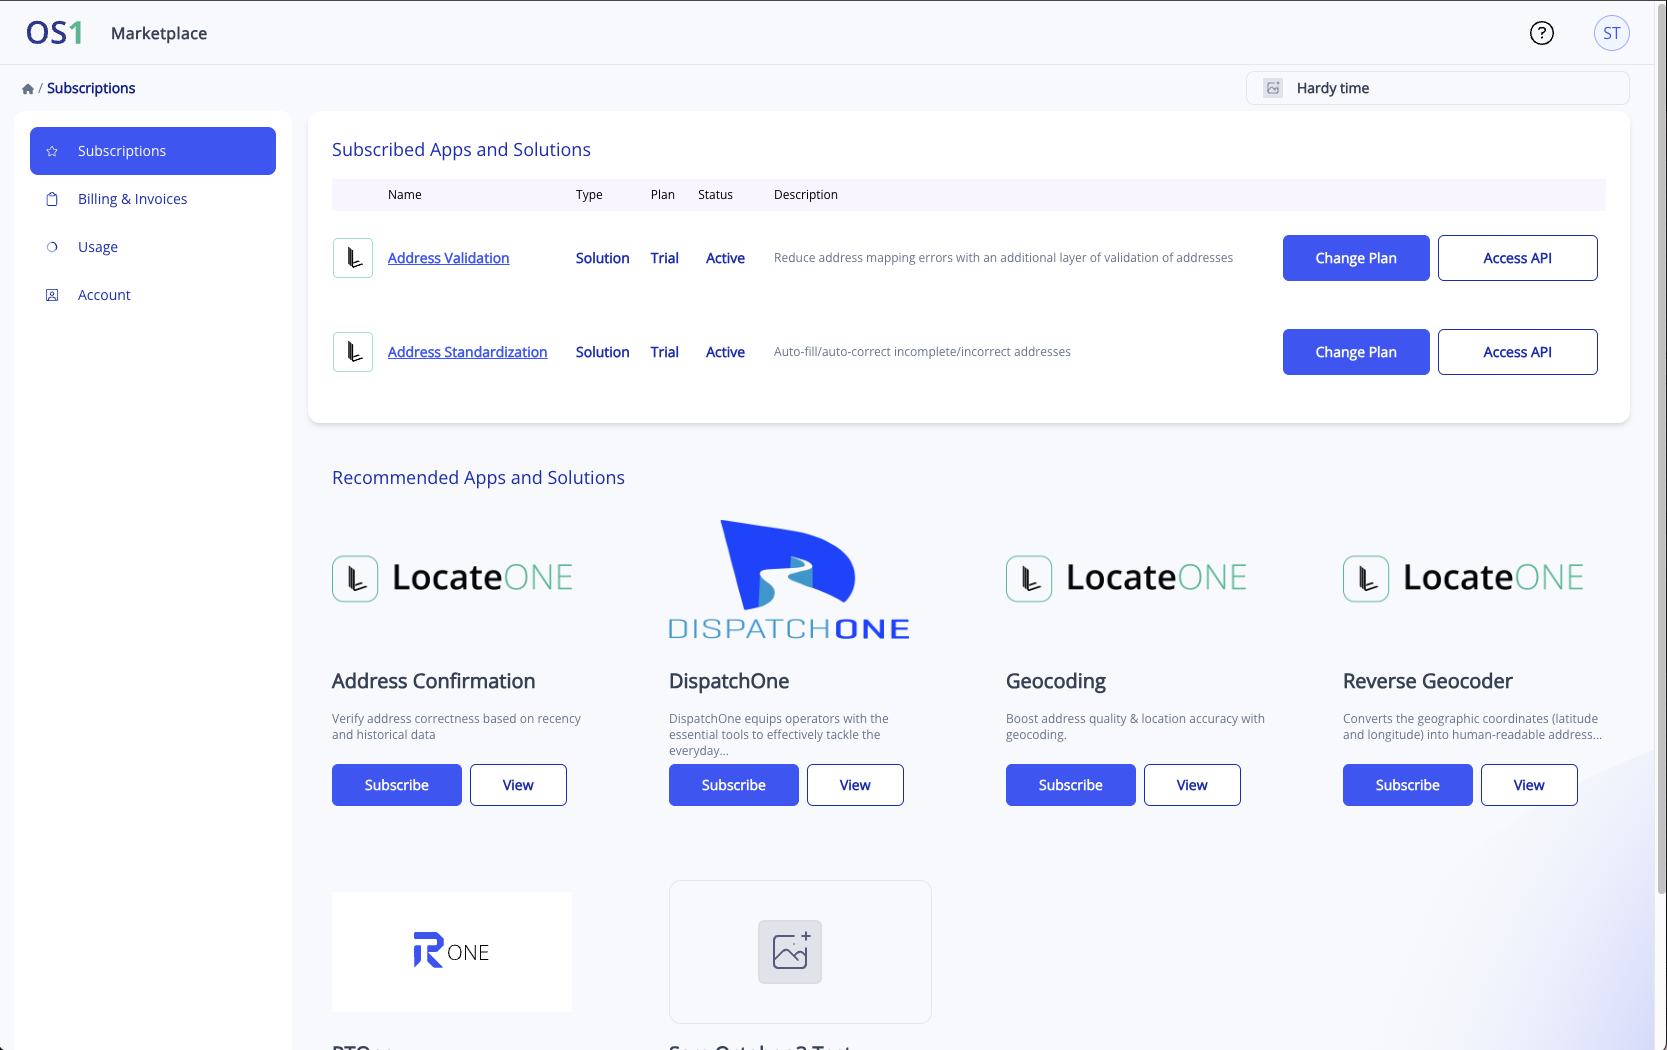 OS1 Marketplace ? ST
/ Subscriptions
Hardy time
Subscriptions
Billing & Invoices
Usage
Account
Subscribed Apps and Solutions
Name Type Plan Status Description
Address Validation Solution Trial Active Reduce address mapping errors with an additional layer of validation of addresses Change Plan Access API
Address Standardization Solution Trial Active Auto-fill/auto-correct incomplete/incorrect addresses Change Plan Access API
Recommended Apps and Solutions
LocateONE
Address Confirmation
Verify address correctness based on recency
and historical data
Subscribe View
DISPATCHONE
DispatchOne
DispatchOne equips operators with the
essential tools to effectively tackle the
everyday...
Subscribe View
LocateONE
Geocoding
Boost address quality & location accuracy with
geocoding.
Subscribe View
LocateONE
Reverse Geocoder
Converts the geographic coordinates (latitude
and longitude) into human-readable address...
Subscribe View
R ONE